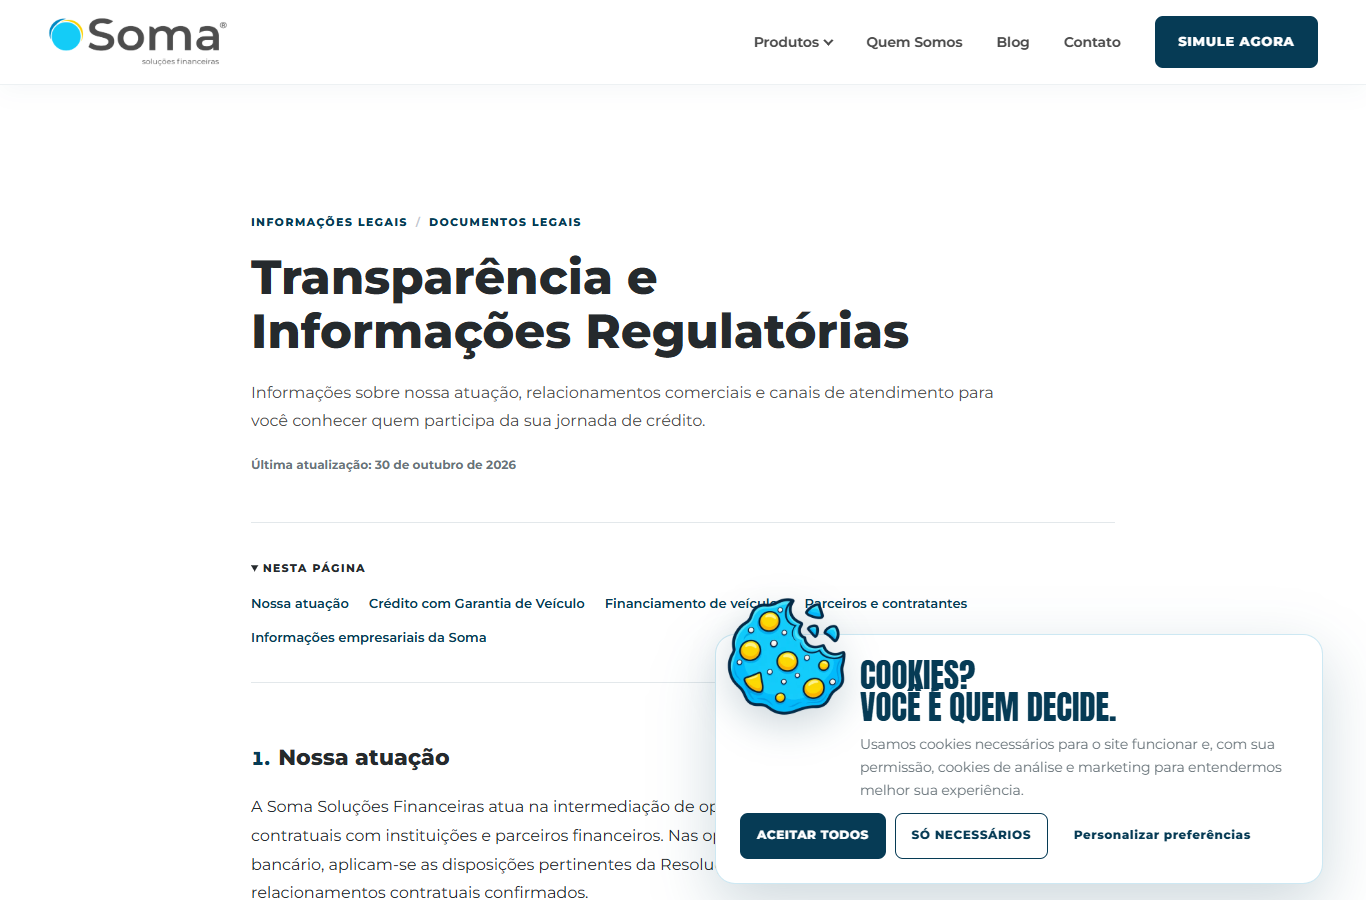 Soma®
soluções financeiras
Produtos
Quem Somos
Blog
Contato
SIMULE AGORA
INFORMAÇÕES LEGAIS / DOCUMENTOS LEGAIS
Transparência e
Informações Regulatórias
Informações sobre nossa atuação, relacionamentos comerciais e canais de atendimento para
você conhecer quem participa da sua jornada de crédito.
Última atualização: 30 de outubro de 2026
▼ NESTA PÁGINA
Nossa atuação
Crédito com Garantia de Veículo
Financiamento de veículo
Parceiros e contratantes
Informações empresariais da Soma
1. Nossa atuação
A Soma Soluções Financeiras atua na intermediação de
contratuais com instituições e parceiros financeiros. Nas
bancário, aplicam-se as disposições pertinentes da
relacionamentos contratuais confirmados.
COOKIES?
VOCÊ É QUEM DECIDE.
Usamos cookies necessários para o site funcionar e, com sua
permissão, cookies de análise e marketing para entendermos
melhor sua experiência.
ACEITAR TODOS
SÓ NECESSÁRIOS
Personalizar preferências